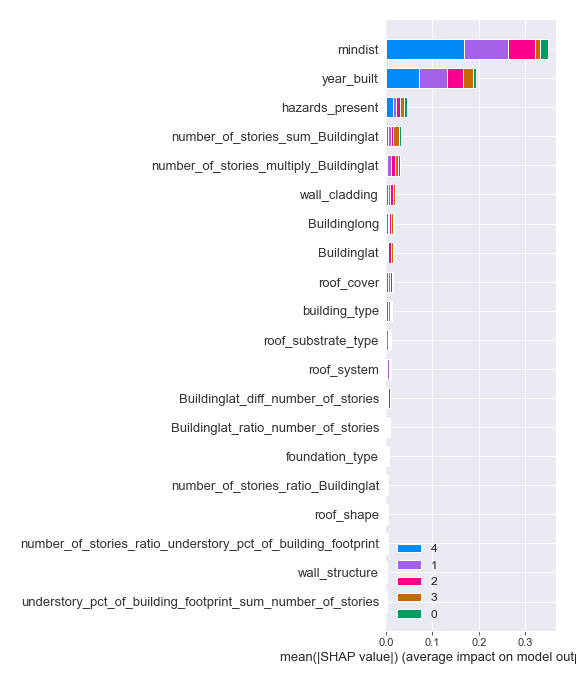 mindist
year_built
hazards_present
number_of_stories_sum_Buildinglat
number_of_stories_multiply_Buildinglat
wall_cladding
Buildinglong
Buildinglat
roof_cover
building_type
roof_substrate_type
roof_system
Buildinglat_diff_number_of_stories
Buildinglat_ratio_number_of_stories
foundation_type
number_of_stories_ratio_Buildinglat
roof_shape
number_of_stories_ratio_understory_pct_of_building_footprint
wall_structure
understory_pct_of_building_footprint_sum_number_of_stories
4
1
2
3
0
0.0 0.1 0.2 0.3
mean(|SHAP value|) (average impact on model outp